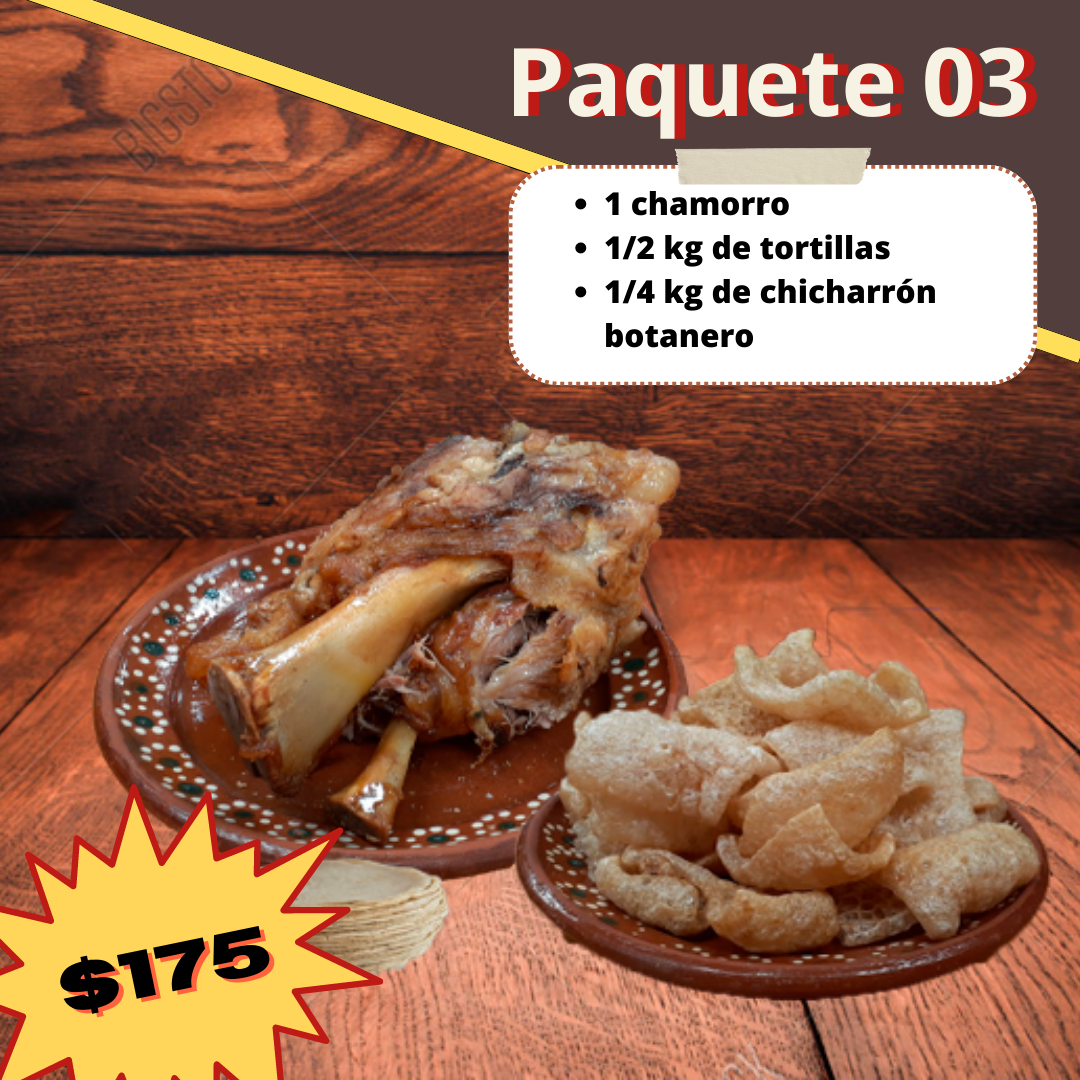 Paquete 03
• 1 chamorro
• 1/2 kg de tortillas
• 1/4 kg de chicharrón
botanero
$175